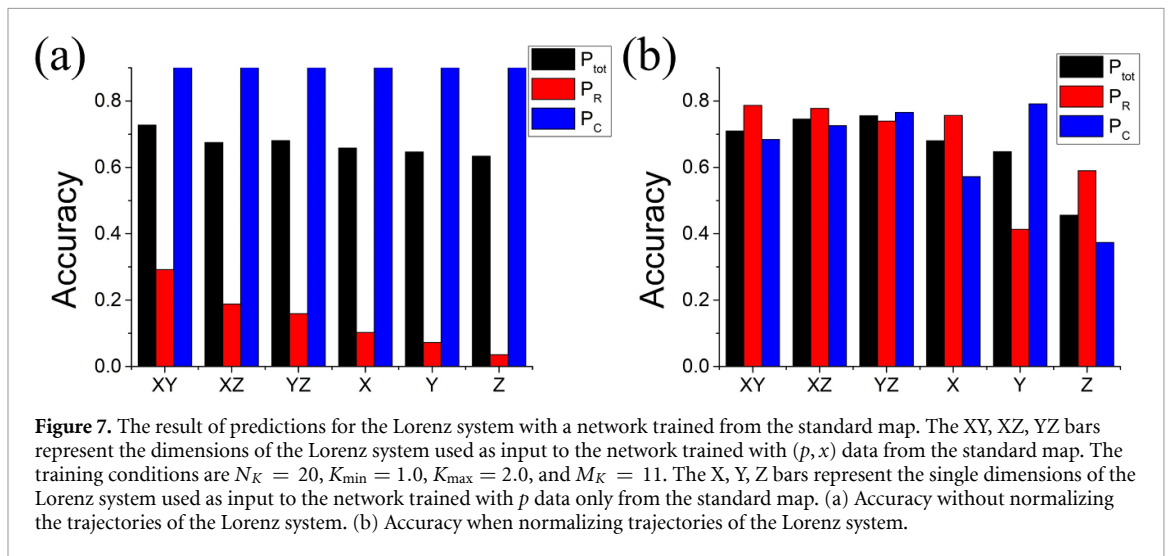 (a)
P_tot
P_R
P_C
Accuracy
0.8
0.6
0.4
0.2
0.0
XY XZ YZ X Y Z
(b)
P_tot
P_R
P_C
Accuracy
0.8
0.6
0.4
0.2
0.0
XY XZ YZ X Y Z
Figure 7. The result of predictions for the Lorenz system with a network trained from the standard map. The XY, XZ, YZ bars
represent the dimensions of the Lorenz system used as input to the network trained with (p, x) data from the standard map. The
training conditions are N_K = 20, K_min = 1.0, K_max = 2.0, and M_K = 11. The X, Y, Z bars represent the single dimensions of the
Lorenz system used as input to the network trained with p data only from the standard map. (a) Accuracy without normalizing
the trajectories of the Lorenz system. (b) Accuracy when normalizing trajectories of the Lorenz system.